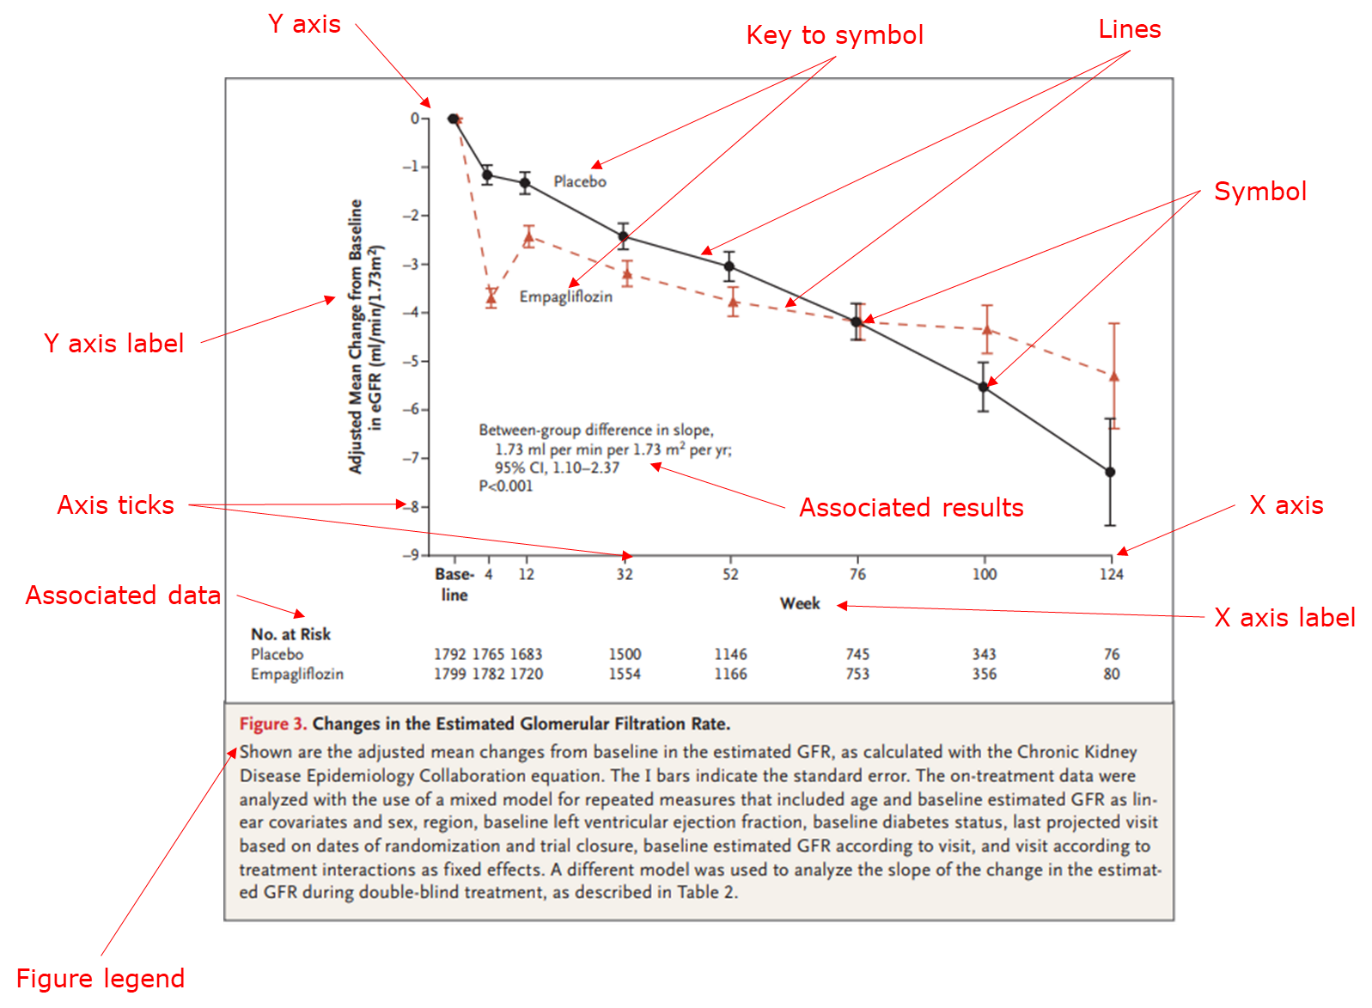 Y axis
Key to symbol
Lines
Symbol
Y axis label
Axis ticks
Associated data
Associated results
X axis
X axis label
Figure legend
0
–1
–2
–3
–4
–5
–6
–7
–8
–9
Adjusted Mean Change from Baseline
in eGFR (ml/min/1.73m²)
Placebo
Empagliflozin
Between-group difference in slope,
1.73 ml per min per 1.73 m² per yr;
95% CI, 1.10–2.37
P<0.001
Base- 4 12 32 52 76 100 124
line
Week
No. at Risk
Placebo 1792 1765 1683 1500 1146 745 343 76
Empagliflozin 1799 1782 1720 1554 1166 753 356 80
Figure 3. Changes in the Estimated Glomerular Filtration Rate.
Shown are the adjusted mean changes from baseline in the estimated GFR, as calculated with the Chronic Kidney
Disease Epidemiology Collaboration equation. The I bars indicate the standard error. The on-treatment data were
analyzed with the use of a mixed model for repeated measures that included age and baseline estimated GFR as lin-
ear covariates and sex, region, baseline left ventricular ejection fraction, baseline diabetes status, last projected visit
based on dates of randomization and trial closure, baseline estimated GFR according to visit, and visit according to
treatment interactions as fixed effects. A different model was used to analyze the slope of the change in the estimat-
ed GFR during double-blind treatment, as described in Table 2.